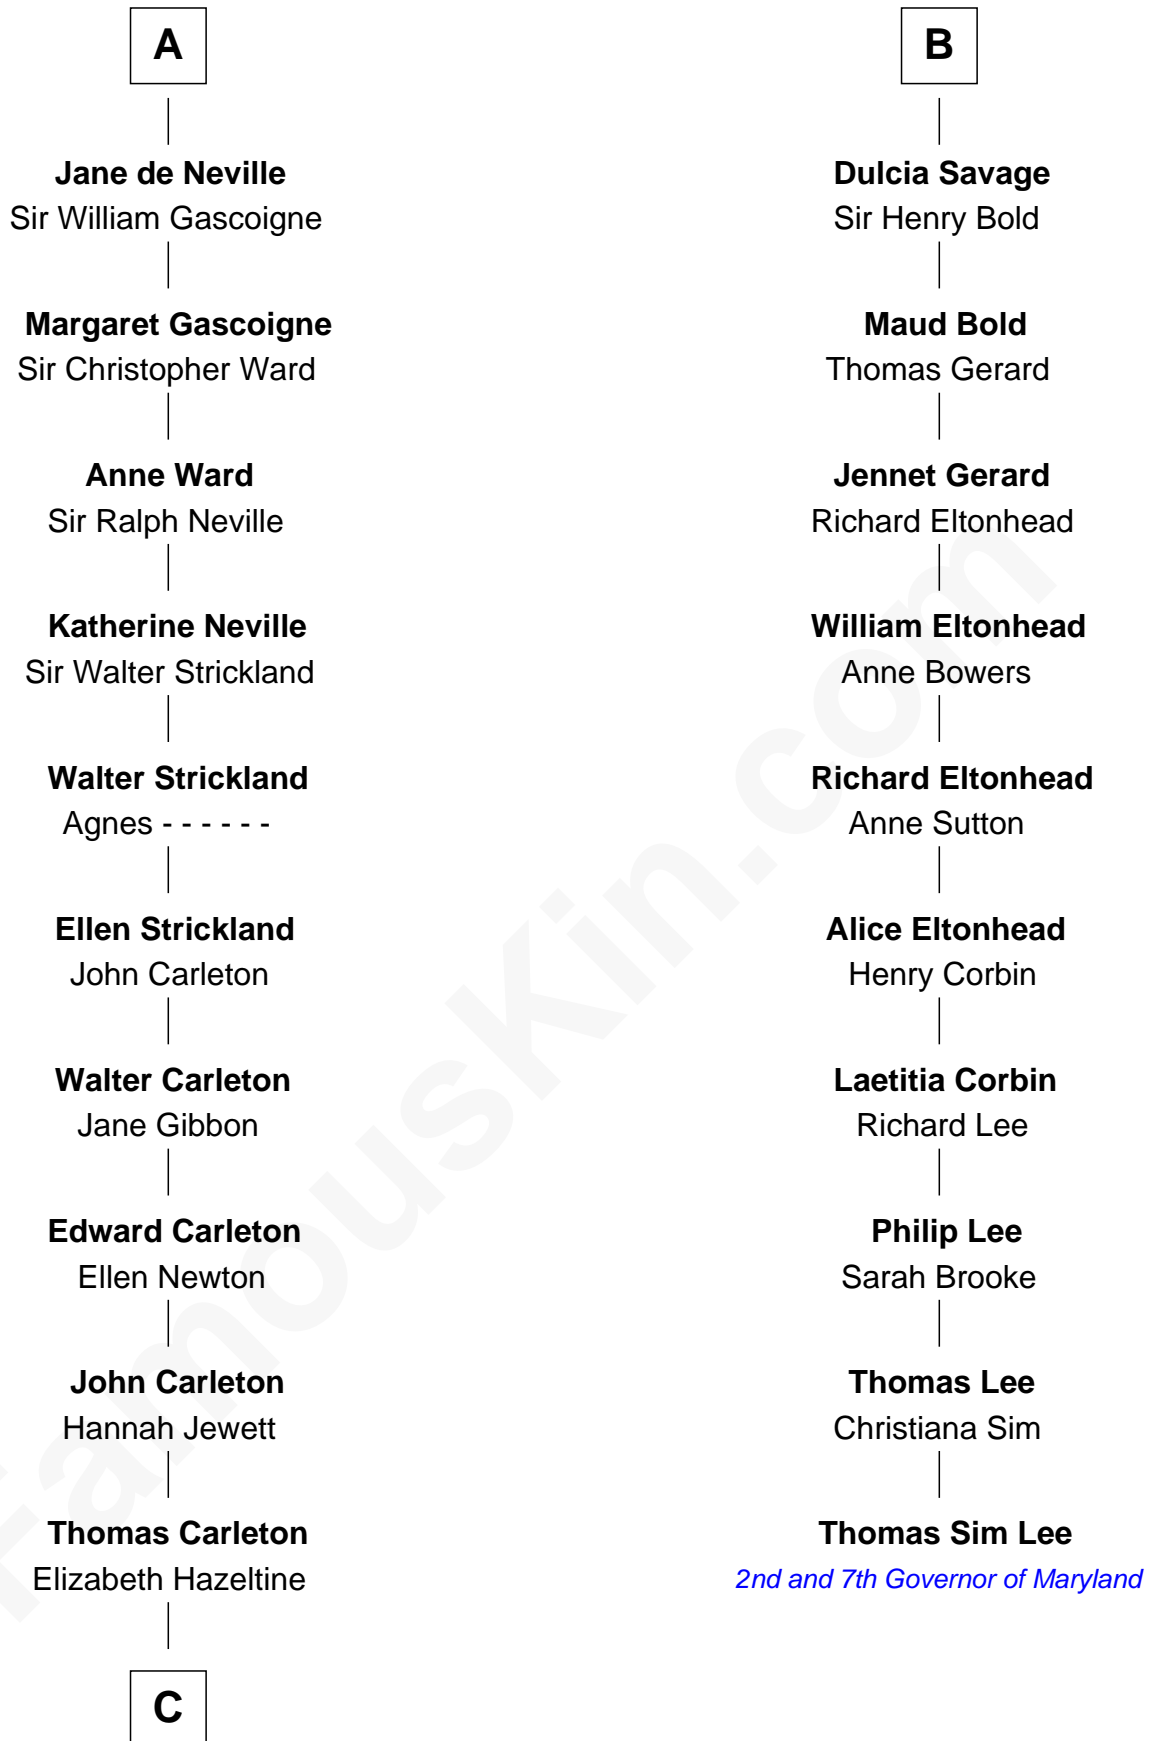 A
Jane de Neville
Sir William Gascoigne
Margaret Gascoigne
Sir Christopher Ward
Anne Ward
Sir Ralph Neville
Katherine Neville
Sir Walter Strickland
Walter Strickland
Agnes - - - - - -
Ellen Strickland
John Carleton
Walter Carleton
Jane Gibbon
Edward Carleton
Ellen Newton
John Carleton
Hannah Jewett
Thomas Carleton
Elizabeth Hazeltine
C
B
Dulcia Savage
Sir Henry Bold
Maud Bold
Thomas Gerard
Jennet Gerard
Richard Eltonhead
William Eltonhead
Anne Bowers
Richard Eltonhead
Anne Sutton
Alice Eltonhead
Henry Corbin
Laetitia Corbin
Richard Lee
Philip Lee
Sarah Brooke
Thomas Lee
Christiana Sim
Thomas Sim Lee
2nd and 7th Governor of Maryland
FamousKin.com